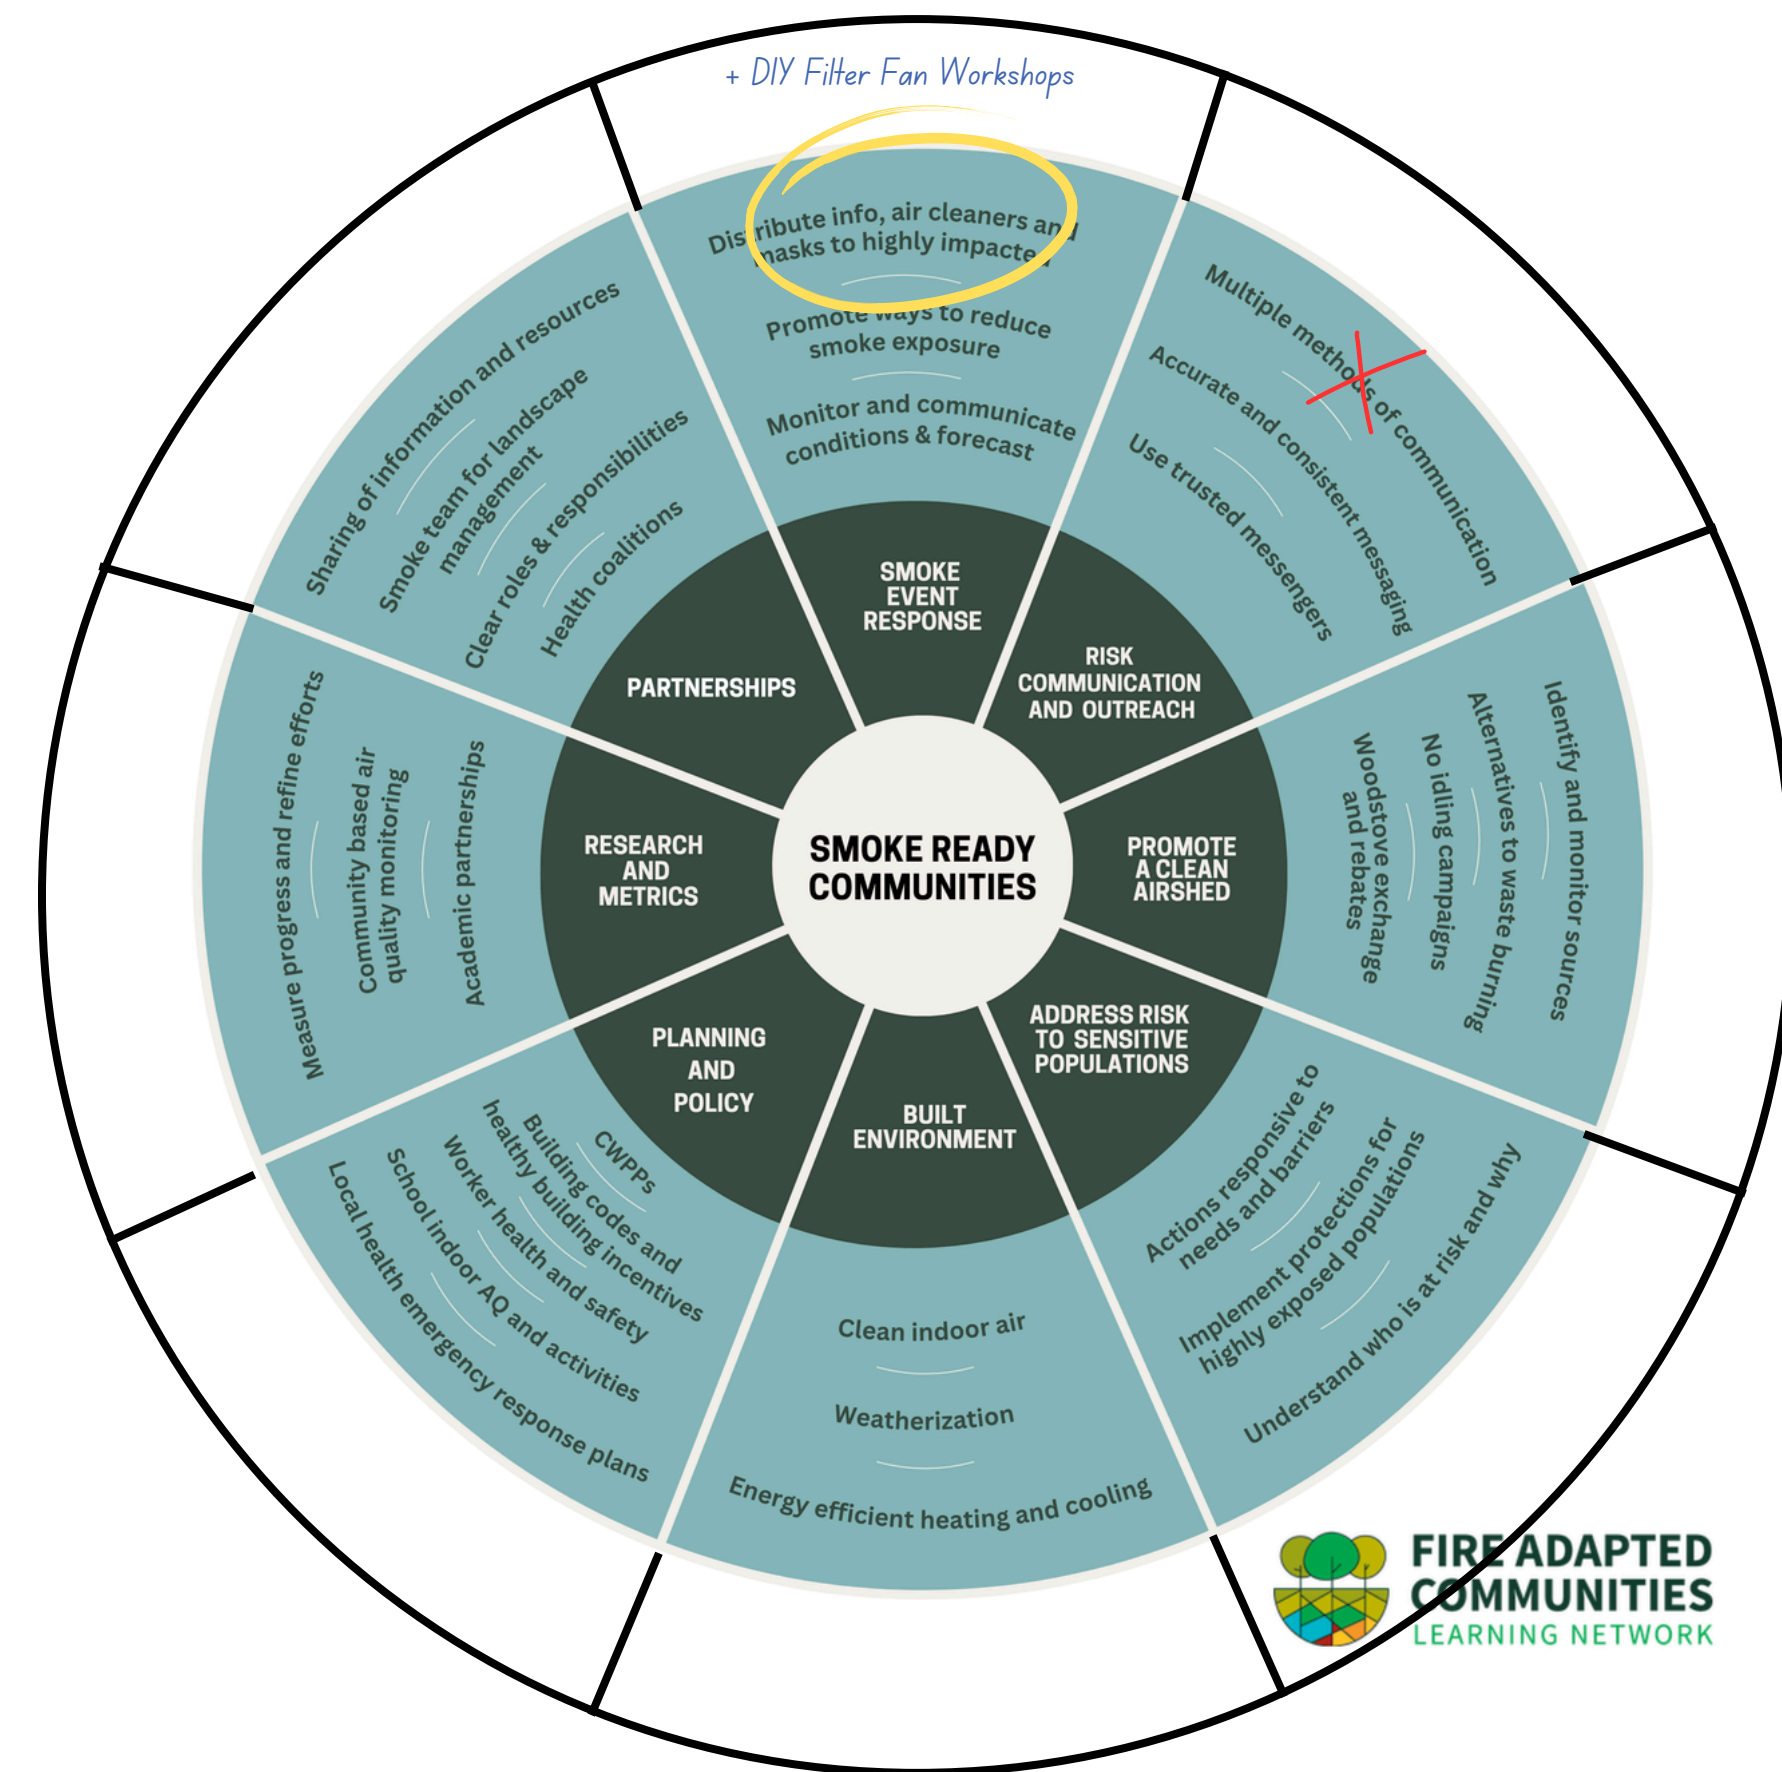 + DIY Filter Fan Workshops
Distribute info, air cleaners and
masks to highly impacted
Promote ways to reduce
smoke exposure
Monitor and communicate
conditions & forecast
SMOKE
EVENT
RESPONSE
Multiple methods of communication
Accurate and consistent messaging
Use trusted messengers
RISK
COMMUNICATION
AND OUTREACH
Identify and monitor sources
Alternatives to waste burning
No idling campaigns
Woodstove exchange
and rebates
PROMOTE
A CLEAN
AIRSHED
Actions responsive to
needs and barriers
Implement protections for
highly exposed populations
Understand who is at risk and why
ADDRESS RISK
TO SENSITIVE
POPULATIONS
BUILT
ENVIRONMENT
Clean indoor air
Weatherization
Energy efficient heating and cooling
PLANNING
AND
POLICY
CWPPs
Building codes and
healthy building incentives
Worker health and safety
School indoor AQ and activities
Local health emergency response plans
RESEARCH
AND
METRICS
Measure progress and refine efforts
Community based air
quality monitoring
Academic partnerships
PARTNERSHIPS
Sharing of information and resources
Smoke team for landscape
management
Clear roles & responsibilities
Health coalitions
SMOKE READY
COMMUNITIES
FIRE ADAPTED
COMMUNITIES
LEARNING NETWORK